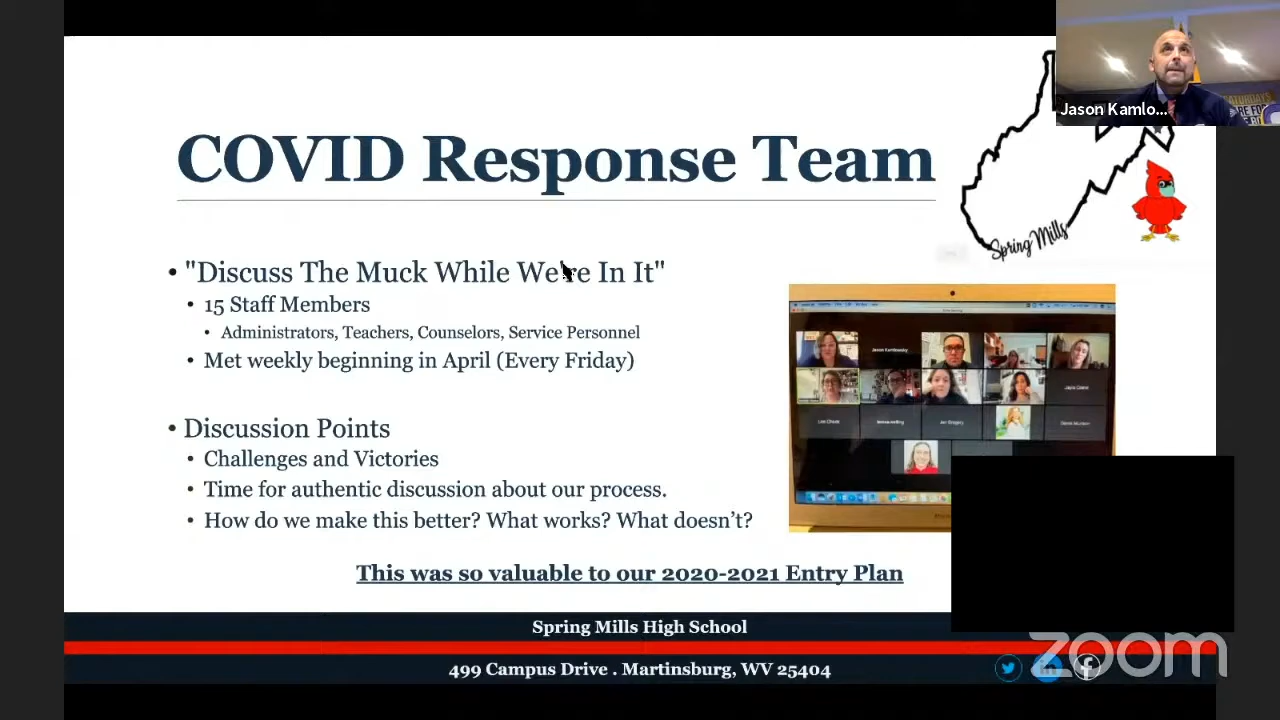 COVID Response Team
Jason Kamlo...
Spring Mills
• "Discuss The Muck While We're In It"
• 15 Staff Members
• Administrators, Teachers, Counselors, Service Personnel
• Met weekly beginning in April (Every Friday)
• Discussion Points
• Challenges and Victories
• Time for authentic discussion about our process.
• How do we make this better? What works? What doesn't?
This was so valuable to our 2020-2021 Entry Plan
Spring Mills High School
499 Campus Drive . Martinsburg, WV 25404
zoom